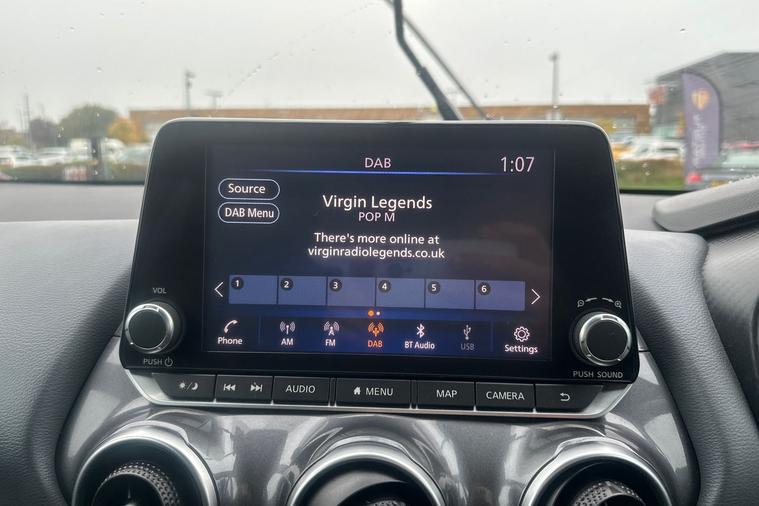 DAB
1:07
Source
Virgin Legends
DAB Menu
POP M
There's more online at
virginradiolegends.co.uk
1 2 3 4 5 6
VOL
Phone AM FM DAB BT Audio USB Settings
PUSH
PUSH SOUND
AUDIO MENU MAP CAMERA